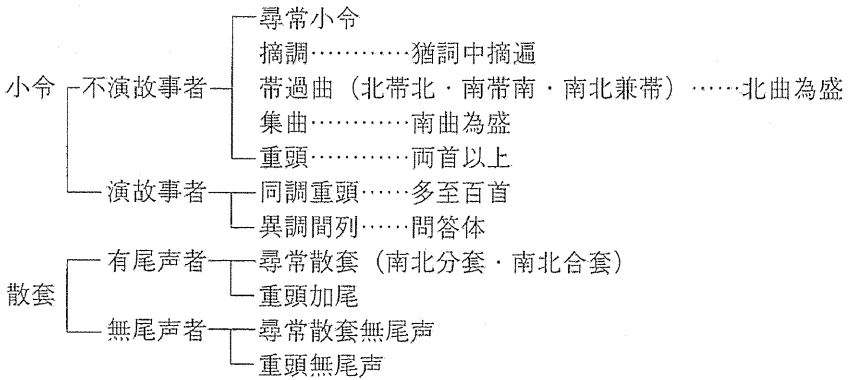 尋常小令
摘調…………猶詞中摘遍
小令 不演故事者 帯過曲（北帯北・南帯南・南北兼帯）……北曲為盛
集曲…………南曲為盛
重頭…………両首以上
演故事者 同調重頭……多至百首
異調間列……問答体
有尾声者 尋常散套（南北分套・南北合套）
散套 重頭加尾
無尾声者 尋常散套無尾声
重頭無尾声